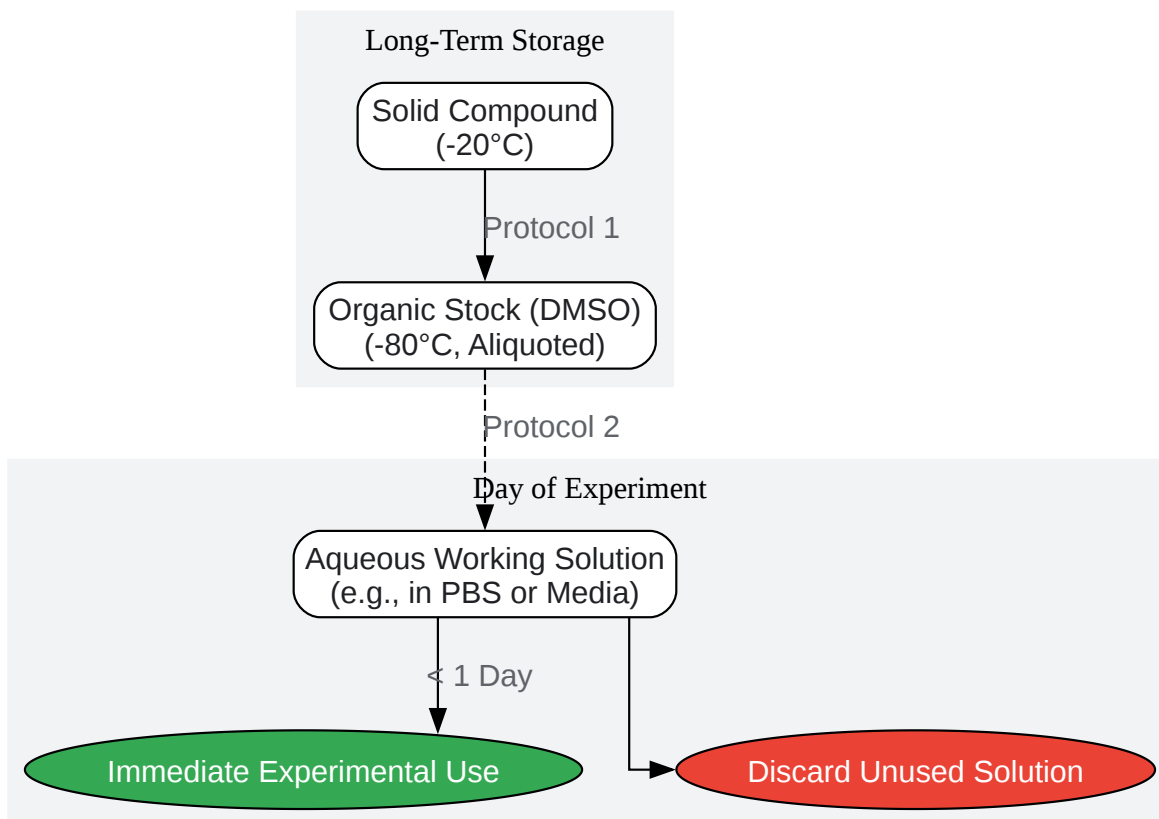 Long-Term Storage
Solid Compound
(-20°C)
Protocol 1
Organic Stock (DMSO)
(-80°C, Aliquoted)
Protocol 2
Day of Experiment
Aqueous Working Solution
(e.g., in PBS or Media)
< 1 Day
Immediate Experimental Use
Discard Unused Solution